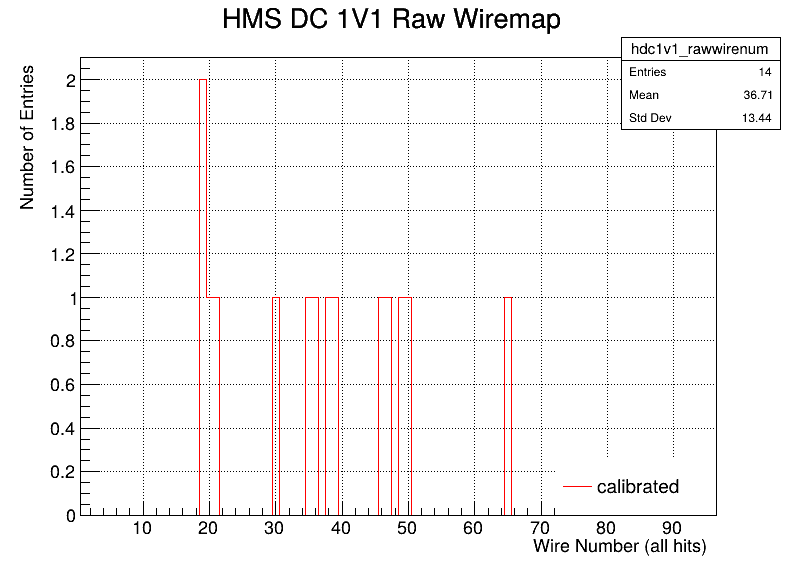 HMS DC 1V1 Raw Wiremap
hdc1v1_rawwirenum
Entries 14
Mean 36.71
Std Dev 13.44
Number of Entries
2
1.8
1.6
1.4
1.2
1
0.8
0.6
0.4
0.2
0
calibrated
10 20 30 40 50 60 70 80 90
Wire Number (all hits)